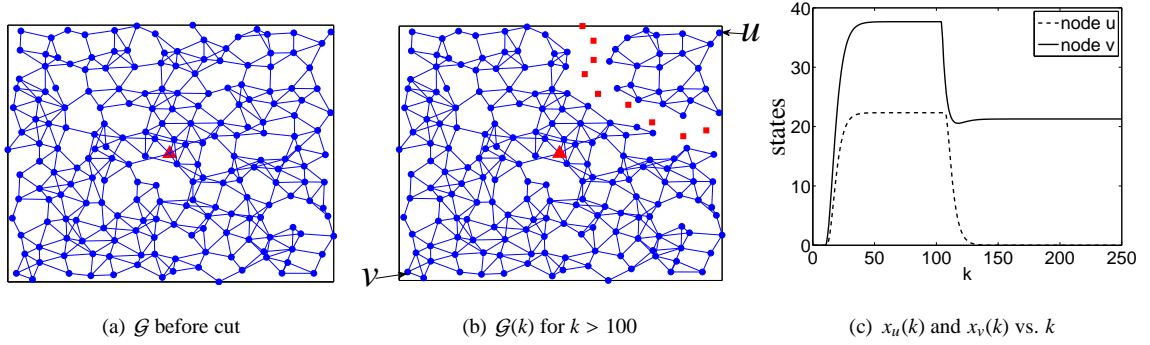 u
v
40
30
20
10
0
states
0 50 100 150 200 250
k
node u
node v
(a) 𝒢 before cut
(b) 𝒢(k) for k > 100
(c) x_u(k) and x_v(k) vs. k